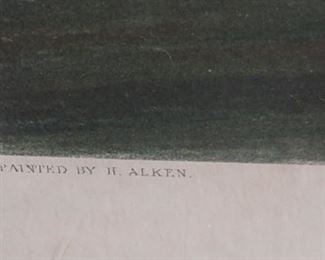 PAINTED BY H. ALKEN.